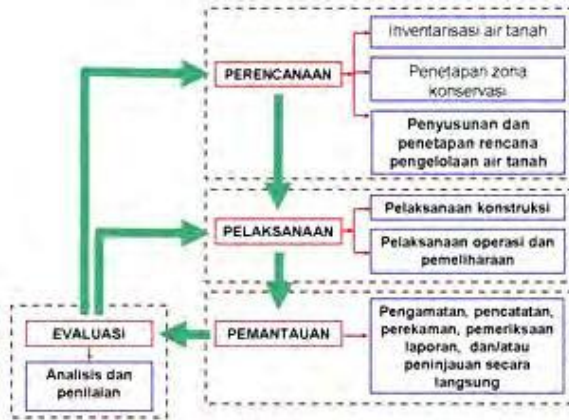 Inventarisasi air tanah
PERENCANAAN
Penetapan zona
konservasi
Penyusunan dan
penetapan rencana
pengelolaan air tanah
Pelaksanaan konstruksi
PELAKSANAAN
Pelaksanaan operasi dan
pemeliharaan
EVALUASI
PEMANTAUAN
Pengamatan, pencatatan,
perekaman, pemeriksaan
laporan, dan/atau
peninjauan secara
langsung
Analisis dan
penilaian